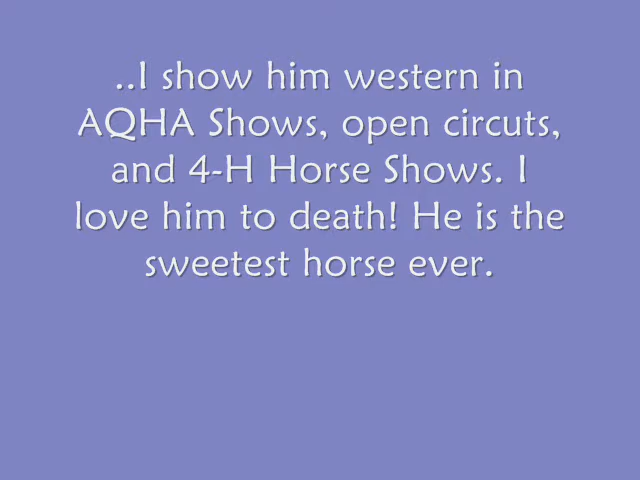 ..I show him western in
AQHA Shows, open circuts,
and 4-H Horse Shows. I
love him to death! He is the
sweetest horse ever.